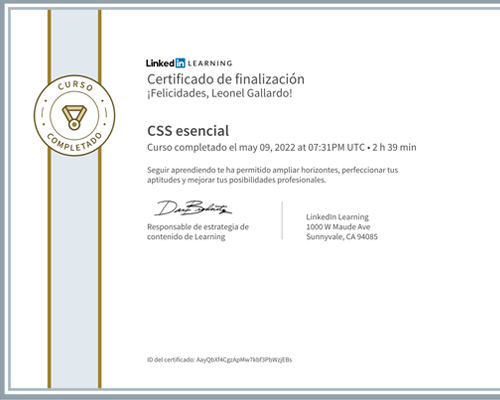 CURSO
COMPLETADO
Linked in LEARNING
Certificado de finalización
¡Felicidades, Leonel Gallardo!
CSS esencial
Curso completado el may 09, 2022 at 07:31PM UTC • 2 h 39 min
Seguir aprendiendo te ha permitido ampliar horizontes, perfeccionar tus
aptitudes y mejorar tus posibilidades profesionales.
Responsable de estrategia de
contenido de Learning
LinkedIn Learning
1000 W Maude Ave
Sunnyvale, CA 94085
ID del certificado: